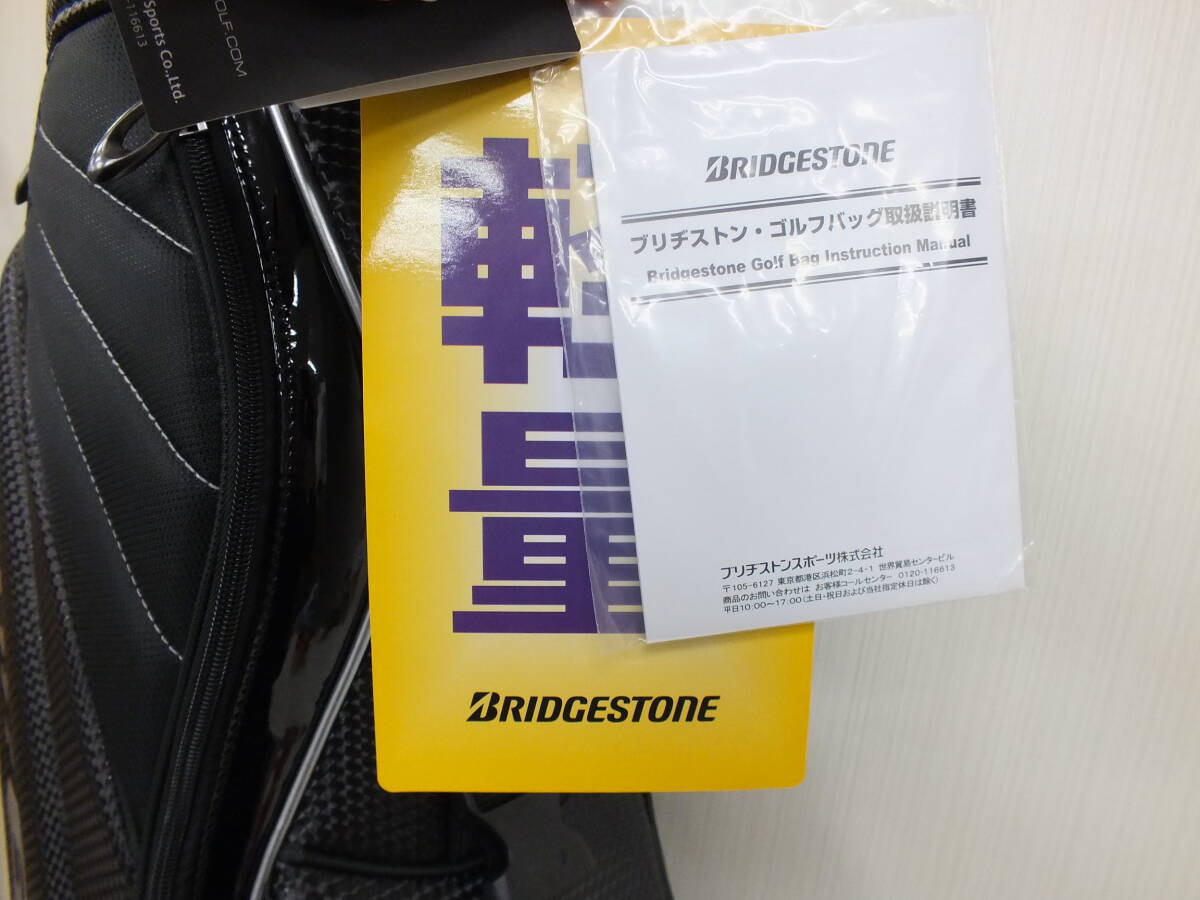 Sports Co.,Ltd.
-116613
OLF.COM
軽量
BRIDGESTONE
BRIDGESTONE
ブリヂストン・ゴルフバッグ取扱説明書
Bridgestone Golf Bag Instruction Manual
ブリヂストンスポーツ株式会社
〒105-6127 東京都港区浜松町2-4-1 世界貿易センタービル
商品のお問い合わせは お客様コールセンター 0120-116613
平日10:00~17:00(土日・祝日および当社指定休日は除く)